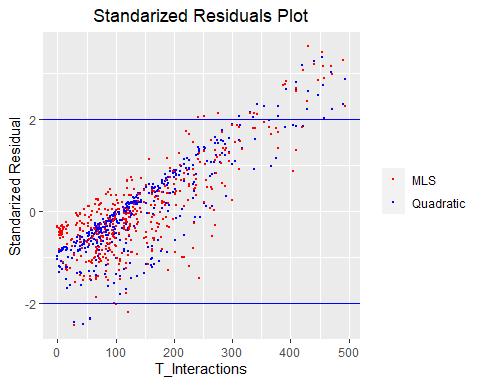 Standarized Residuals Plot
Standarized Residual
2
0
-2
0 100 200 300 400 500
T_Interactions
MLS
Quadratic